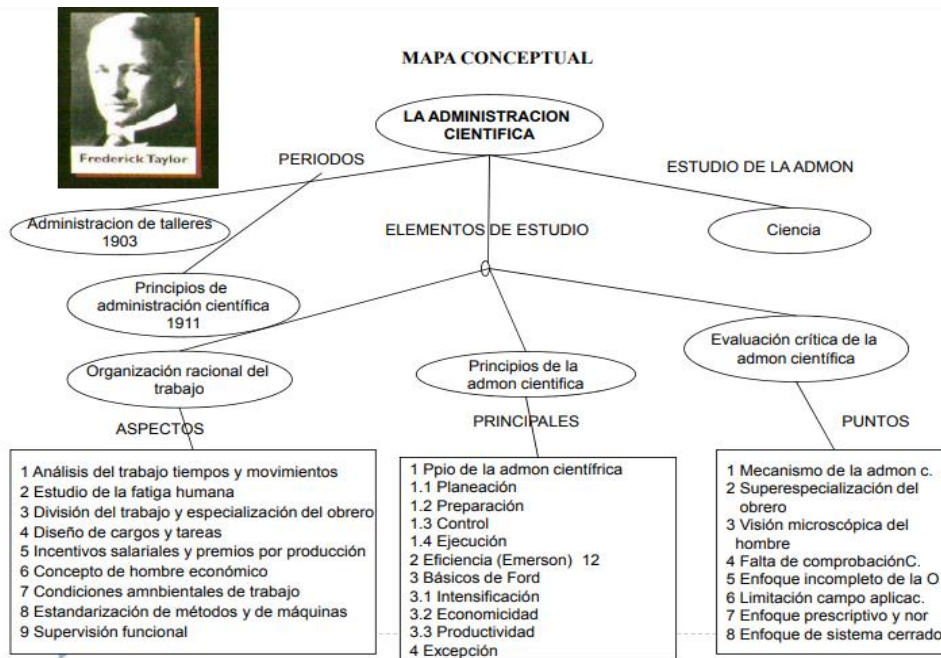 MAPA CONCEPTUAL
Frederick Taylor
LA ADMINISTRACION
CIENTIFICA
PERIODOS
ESTUDIO DE LA ADMON
Administracion de talleres
1903
ELEMENTOS DE ESTUDIO
Ciencia
Principios de
administración científica
1911
Organización racional del
trabajo
Principios de la
admon cientifica
Evaluación crítica de la
admon científica
ASPECTOS
PRINCIPALES
PUNTOS
1 Análisis del trabajo tiempos y movimientos
2 Estudio de la fatiga humana
3 División del trabajo y especialización del obrero
4 Diseño de cargos y tareas
5 Incentivos salariales y premios por producción
6 Concepto de hombre económico
7 Condiciones amnbientales de trabajo
8 Estandarización de métodos y de máquinas
9 Supervisión funcional
1 Ppio de la admon científrica
1.1 Planeación
1.2 Preparación
1.3 Control
1.4 Ejecución
2 Eficiencia (Emerson) 12
3 Básicos de Ford
3.1 Intensificación
3.2 Economicidad
3.3 Productividad
4 Excepción
1 Mecanismo de la admon c.
2 Superespecialización del
obrero
3 Visión microscópica del
hombre
4 Falta de comprobaciónC.
5 Enfoque incompleto de la O
6 Limitación campo aplicac.
7 Enfoque prescriptivo y nor
8 Enfoque de sistema cerrado